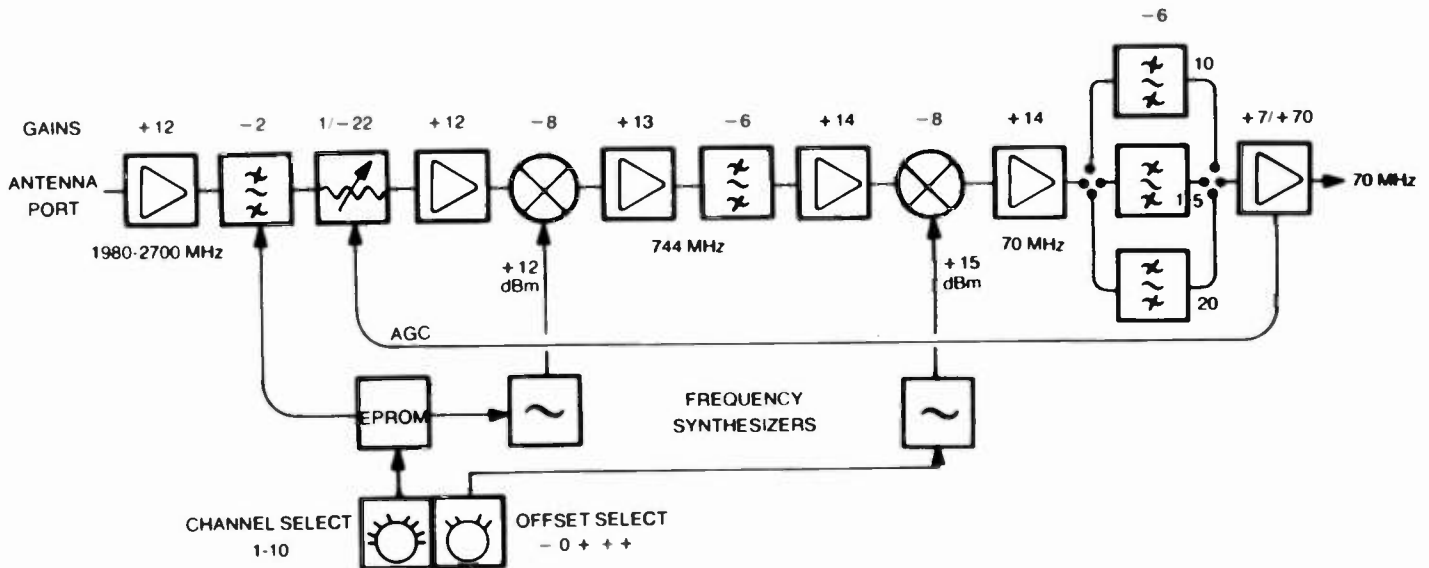 - 6
10
GAINS +12 -2 1/-22 +12 -8 +13 -6 +14 -8 +14 +7/+70
ANTENNA PORT
70 MHz
15
1980-2700 MHz
744 MHz
70 MHz
+12 dBm
+15 dBm
20
AGC
EPROM
FREQUENCY
SYNTHESIZERS
CHANNEL SELECT
1-10
OFFSET SELECT
- 0 + + +